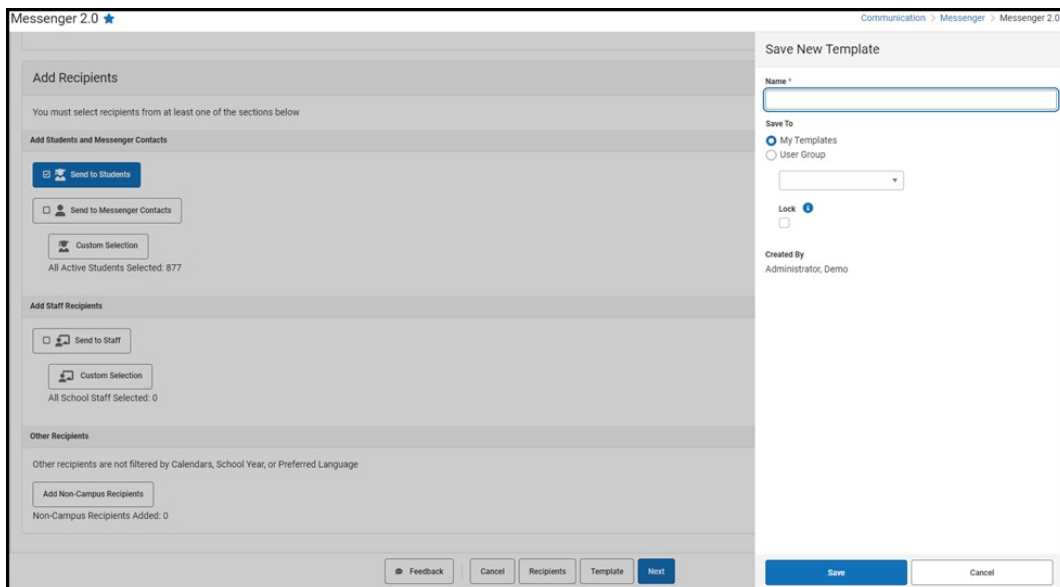 Messenger 2.0
Communication > Messenger > Messenger 2.0
Add Recipients
You must select recipients from at least one of the sections below
Add Students and Messenger Contacts
Send to Students
Send to Messenger Contacts
Custom Selection
All Active Students Selected: 877
Add Staff Recipients
Send to Staff
Custom Selection
All School Staff Selected: 0
Other Recipients
Other recipients are not filtered by Calendars, School Year, or Preferred Language
Add Non-Campus Recipients
Non-Campus Recipients Added: 0
Feedback
Cancel
Recipients
Template
Next
Save New Template
Name *
Save To
My Templates
User Group
Lock i
Created By
Administrator, Demo
Save
Cancel